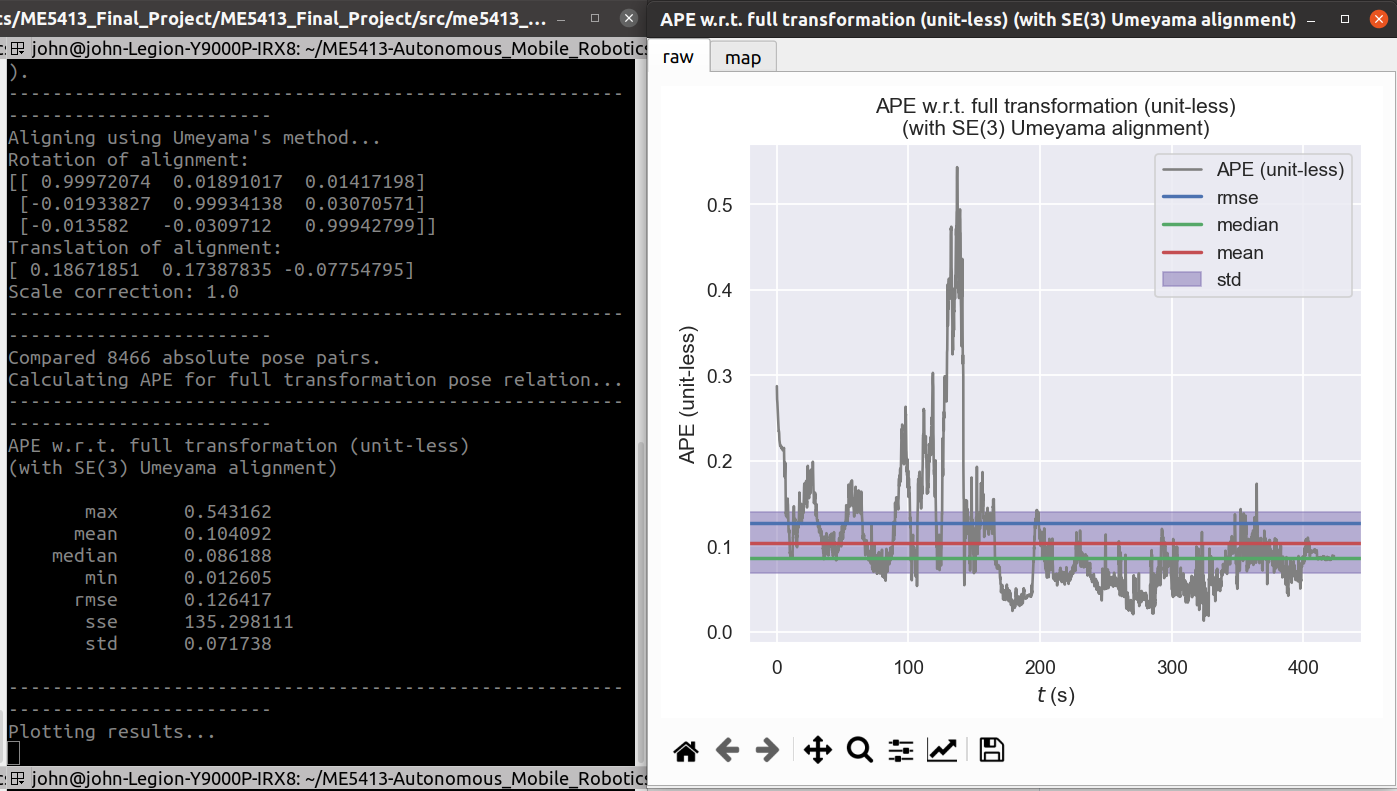 ts/ME5413_Final_Project/ME5413_Final_Project/src/me5413_...
john@john-Legion-Y9000P-IRX8: ~/ME5413-Autonomous_Mobile_Robotics
).
--------------------------------------------------------
------------------------
Aligning using Umeyama's method...
Rotation of alignment:
[[ 0.99972074  0.01891017  0.01417198]
 [-0.01933827  0.99934138  0.03070571]
 [-0.013582   -0.0309712   0.99942799]]
Translation of alignment:
[ 0.18671851  0.17387835 -0.07754795]
Scale correction: 1.0
--------------------------------------------------------
------------------------
Compared 8466 absolute pose pairs.
Calculating APE for full transformation pose relation...
--------------------------------------------------------
------------------------
APE w.r.t. full transformation (unit-less)
(with SE(3) Umeyama alignment)
max 0.543162
mean 0.104092
median 0.086188
min 0.012605
rmse 0.126417
sse 135.298111
std 0.071738
--------------------------------------------------------
------------------------
Plotting results...
john@john-Legion-Y9000P-IRX8: ~/ME5413-Autonomous_Mobile_Robotics
APE w.r.t. full transformation (unit-less) (with SE(3) Umeyama alignment)
raw map
APE w.r.t. full transformation (unit-less)
(with SE(3) Umeyama alignment)
APE (unit-less)
rmse
median
mean
std
APE (unit-less)
0.5
0.4
0.3
0.2
0.1
0.0
0 100 200 300 400
t (s)